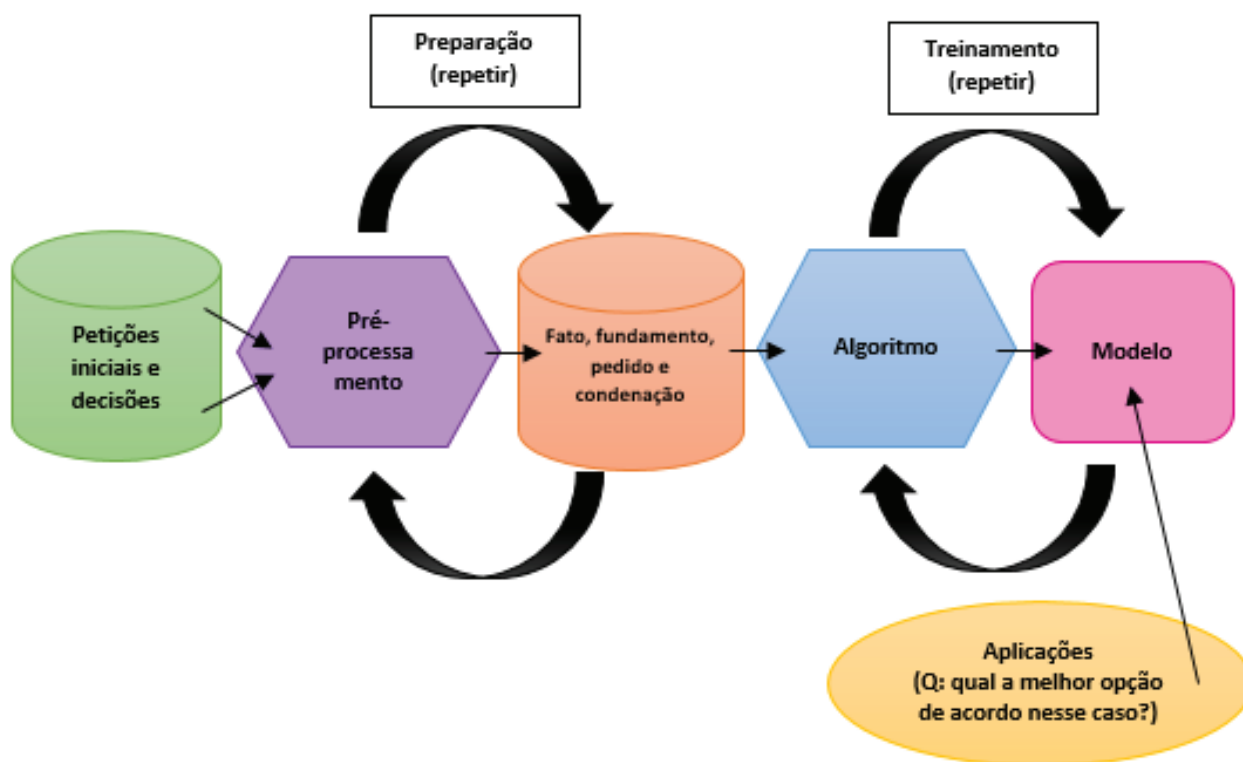 Preparação
(repetir)
Treinamento
(repetir)
Petições
iniciais e
decisões
Pré-
processa
mento
Fato, fundamento,
pedido e
condenação
Algoritmo
Modelo
Aplicações
(Q: qual a melhor opção
de acordo nesse caso?)